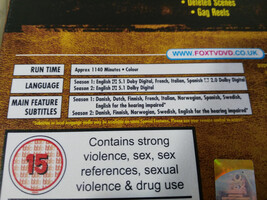 • Deleted Scenes
• Gag Reels
WWW.FOXTVDVD.CO.UK
RUN TIME
Approx 1140 Minutes • Colour
LANGUAGE
Season 1: English 5.1 Dolby Digital, French, Italian, Spanish 2.0 Dolby Digital
Season 2: English 5.1 Dolby Digital
MAIN FEATURE
SUBTITLES
Season 1: Danish, Dutch, Finnish, French, Italian, Norwegian, Spanish, Swedish,
English for the hearing impaired*
Season 2: Danish, Finnish, Norwegian, Swedish, English for the hearing impaired*
15
Contains strong
violence, sex, sex
references, sexual
violence & drug use